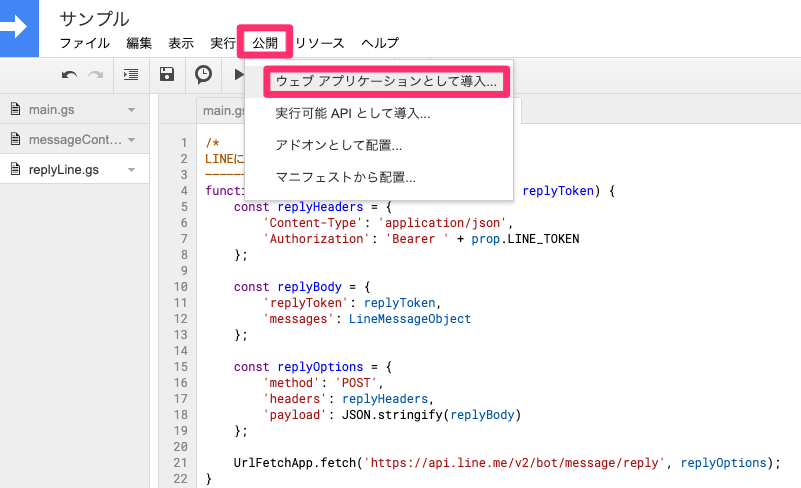 サンプル
ファイル 編集 表示 実行 公開 リソース ヘルプ
ウェブ アプリケーションとして導入...
実行可能 API として導入...
アドオンとして配置...
マニフェストから配置...
main.gs
messageCont...
replyLine.gs
main.gs
1 /*
2 LINEに
3 ------
4 funct replyToken) {
5 const replyHeaders = {
6 'Content-Type': 'application/json',
7 'Authorization': 'Bearer ' + prop.LINE_TOKEN
8 };
9
10 const replyBody = {
11 'replyToken': replyToken,
12 'messages': LineMessageObject
13 };
14
15 const replyOptions = {
16 'method': 'POST',
17 'headers': replyHeaders,
18 'payload': JSON.stringify(replyBody)
19 };
20
21 UrlFetchApp.fetch('https://api.line.me/v2/bot/message/reply', replyOptions);
22 }